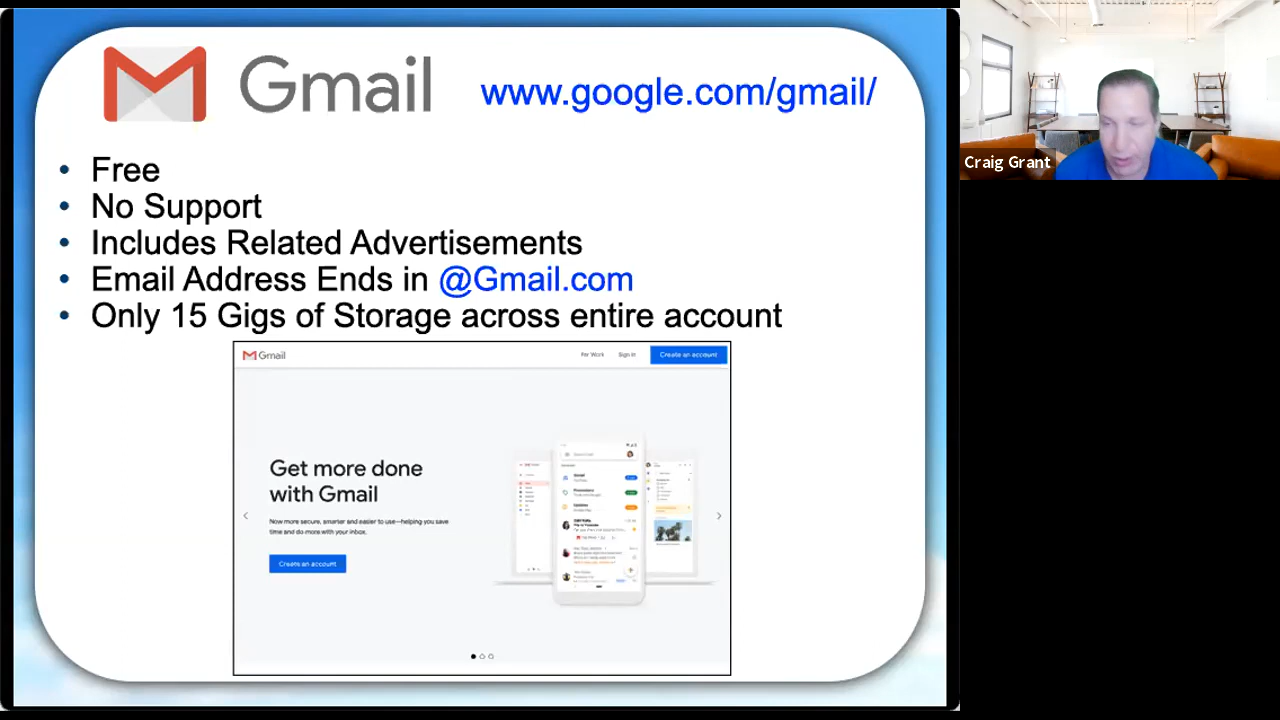 Gmail www.google.com/gmail/
• Free
• No Support
• Includes Related Advertisements
• Email Address Ends in @Gmail.com
• Only 15 Gigs of Storage across entire account
Gmail For Work Sign In Create an account
Get more done
with Gmail
Now more secure, smarter and easier to use—helping you save
time and do more with your inbox.
Create an account
Craig Grant